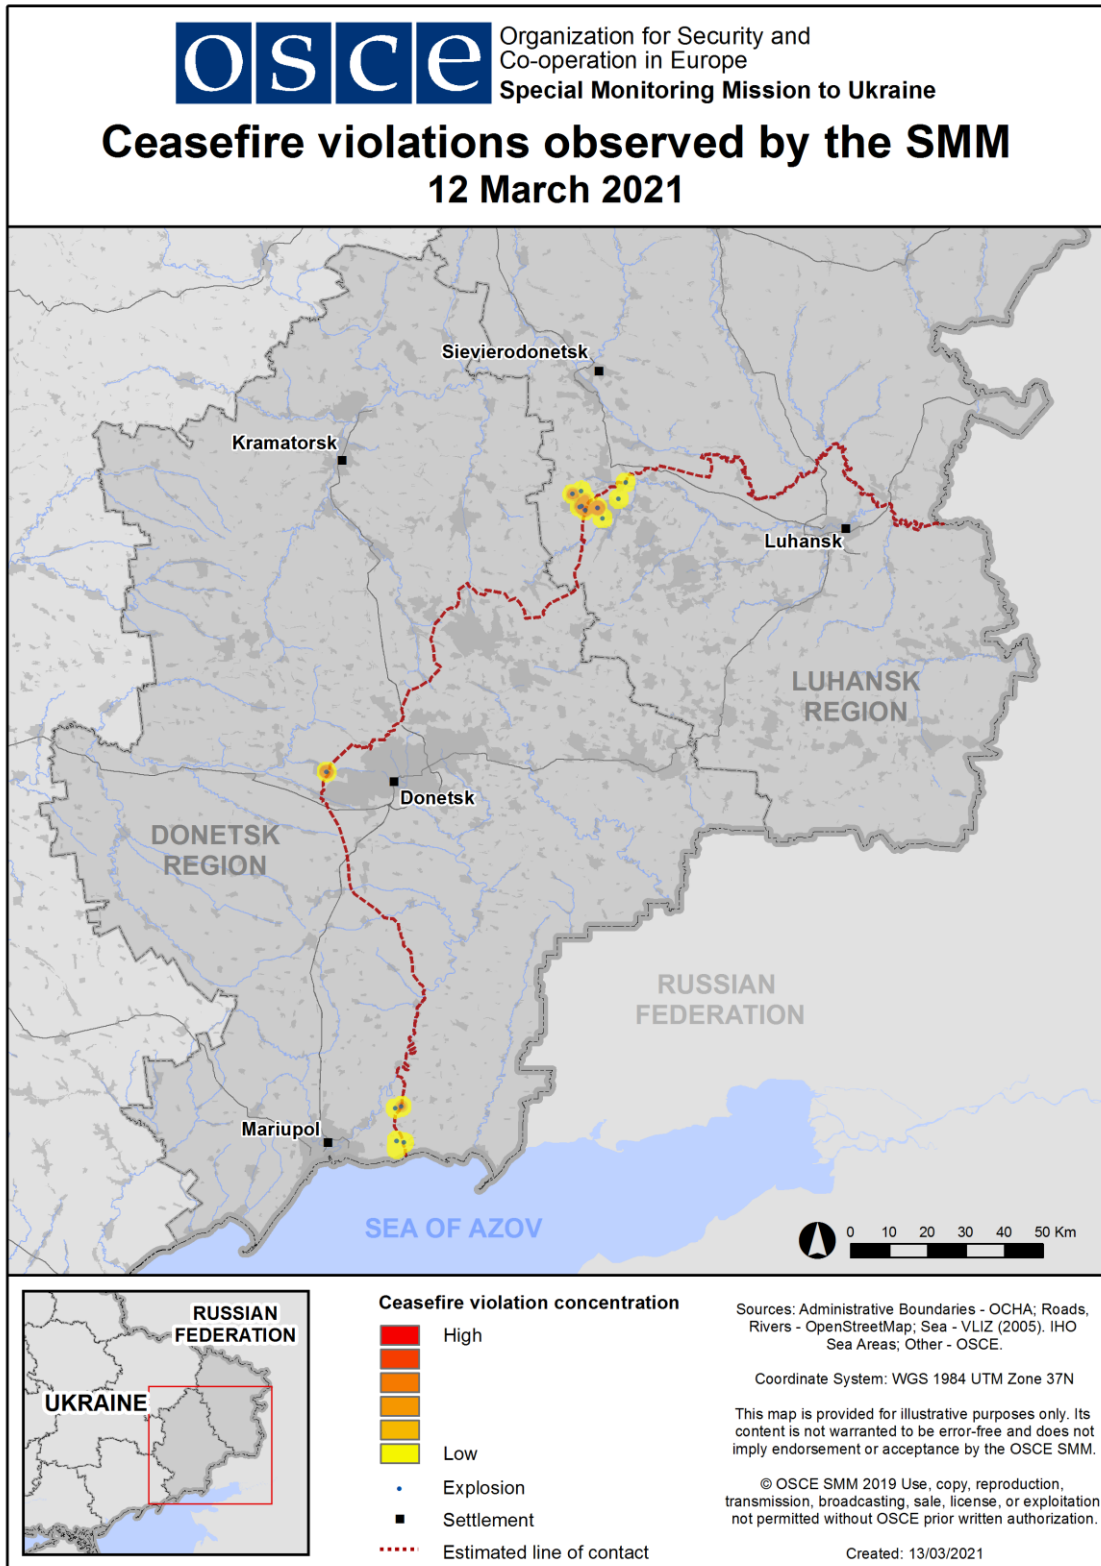 osce
Organization for Security and
Co-operation in Europe
Special Monitoring Mission to Ukraine
Ceasefire violations observed by the SMM
12 March 2021
Sievierodonetsk
Kramatorsk
Luhansk
LUHANSK
REGION
Donetsk
DONETSK
REGION
RUSSIAN
FEDERATION
Mariupol
SEA OF AZOV
0 10 20 30 40 50 Km
RUSSIAN
FEDERATION
UKRAINE
Ceasefire violation concentration
High
Low
Explosion
Settlement
Estimated line of contact
Sources: Administrative Boundaries - OCHA; Roads,
Rivers - OpenStreetMap; Sea - VLIZ (2005). IHO
Sea Areas; Other - OSCE.
Coordinate System: WGS 1984 UTM Zone 37N
This map is provided for illustrative purposes only. Its
content is not warranted to be error-free and does not
imply endorsement or acceptance by the OSCE SMM.
© OSCE SMM 2019 Use, copy, reproduction,
transmission, broadcasting, sale, license, or exploitation
not permitted without OSCE prior written authorization.
Created: 13/03/2021